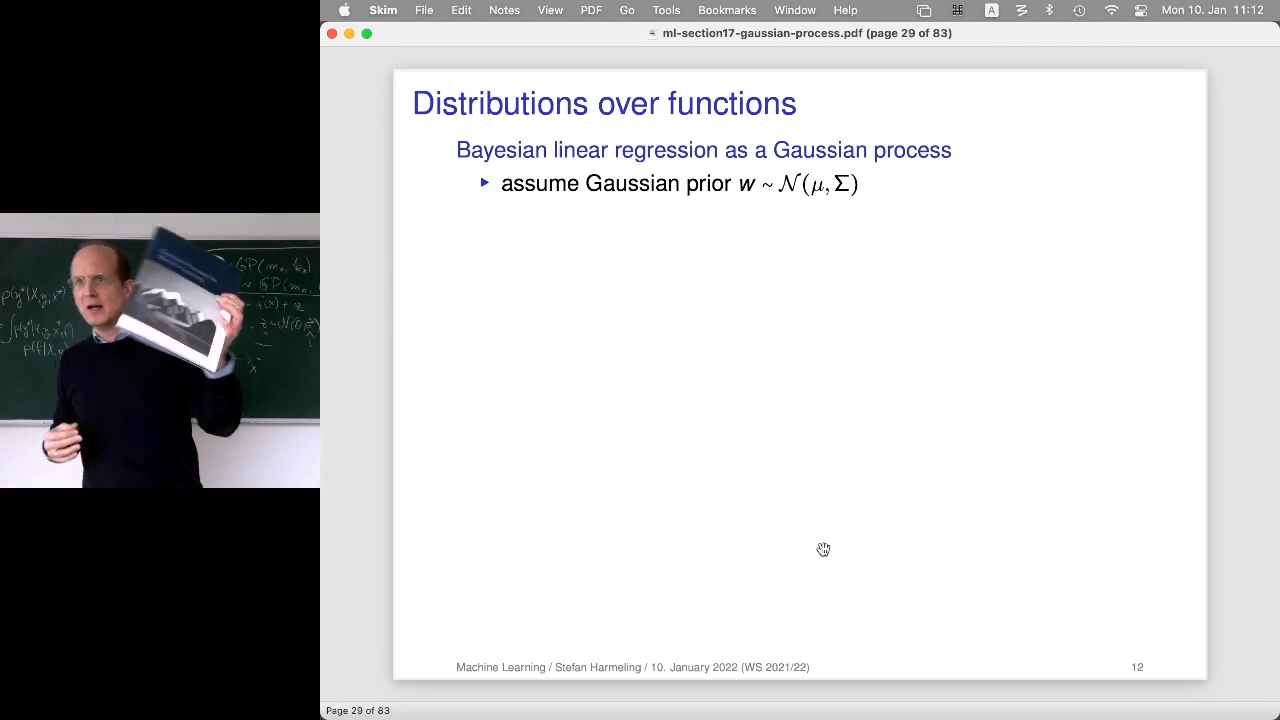 Skim File Edit Notes View PDF Go Tools Bookmarks Window Help A Mon 10. Jan 11:12
ml-section17-gaussian-process.pdf (page 29 of 83)
Distributions over functions
Bayesian linear regression as a Gaussian process
▸ assume Gaussian prior w ~ N(μ, Σ)
Machine Learning / Stefan Harmeling / 10. January 2022 (WS 2021/22) 12
Page 29 of 83